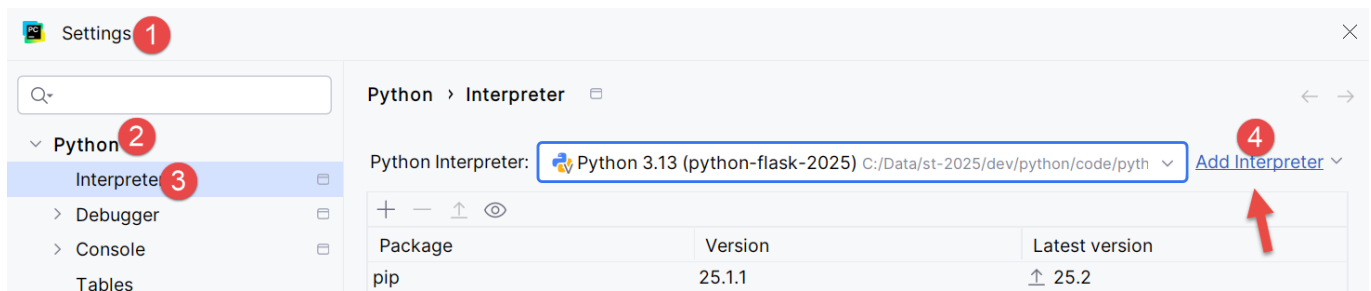 PC
Settings 1
Python › Interpreter
2
Python
Interpreter 3
Debugger
Console
Tables
4
Python Interpreter: Python 3.13 (python-flask-2025) C:/Data/st-2025/dev/python/code/pyth Add Interpreter
Package Version Latest version
pip 25.1.1 25.2